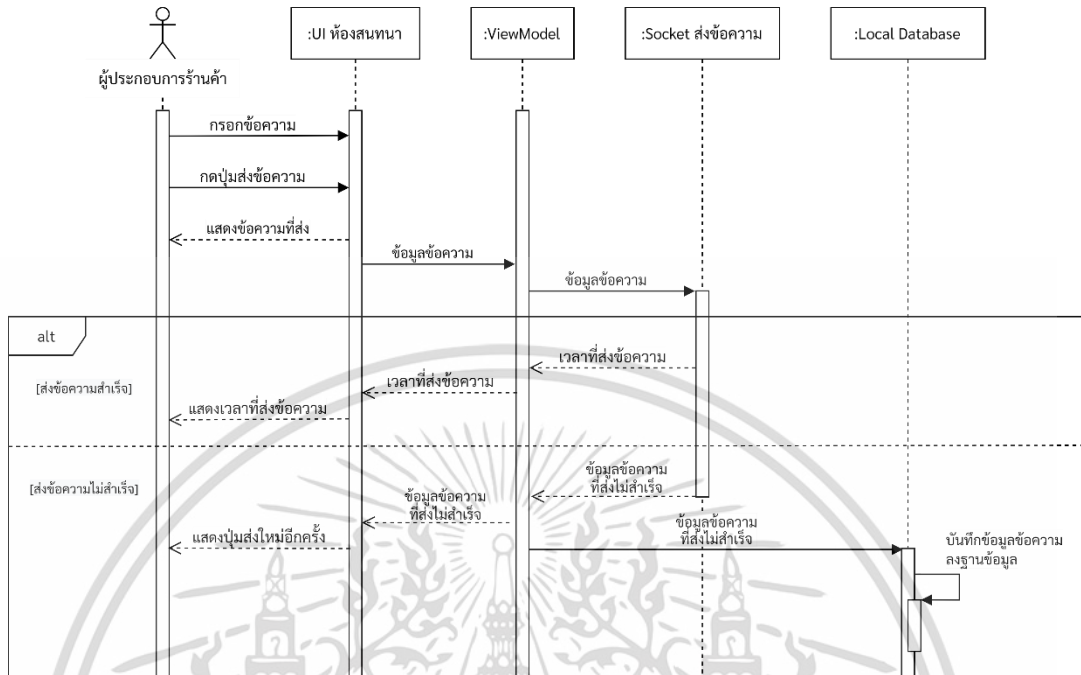 :UI ห้องสนทนา
:ViewModel
:Socket ส่งข้อความ
:Local Database
ผู้ประกอบการร้านค้า
กรอกข้อความ
กดปุ่มส่งข้อความ
แสดงข้อความที่ส่ง
ข้อมูลข้อความ
ข้อมูลข้อความ
alt
[ส่งข้อความสำเร็จ]
เวลาที่ส่งข้อความ
เวลาที่ส่งข้อความ
แสดงเวลาที่ส่งข้อความ
[ส่งข้อความไม่สำเร็จ]
ข้อมูลข้อความ
ที่ส่งไม่สำเร็จ
ข้อมูลข้อความ
ที่ส่งไม่สำเร็จ
แสดงปุ่มส่งใหม่อีกครั้ง
ข้อมูลข้อความ
ที่ส่งไม่สำเร็จ
บันทึกข้อมูลข้อความ
ลงฐานข้อมูล